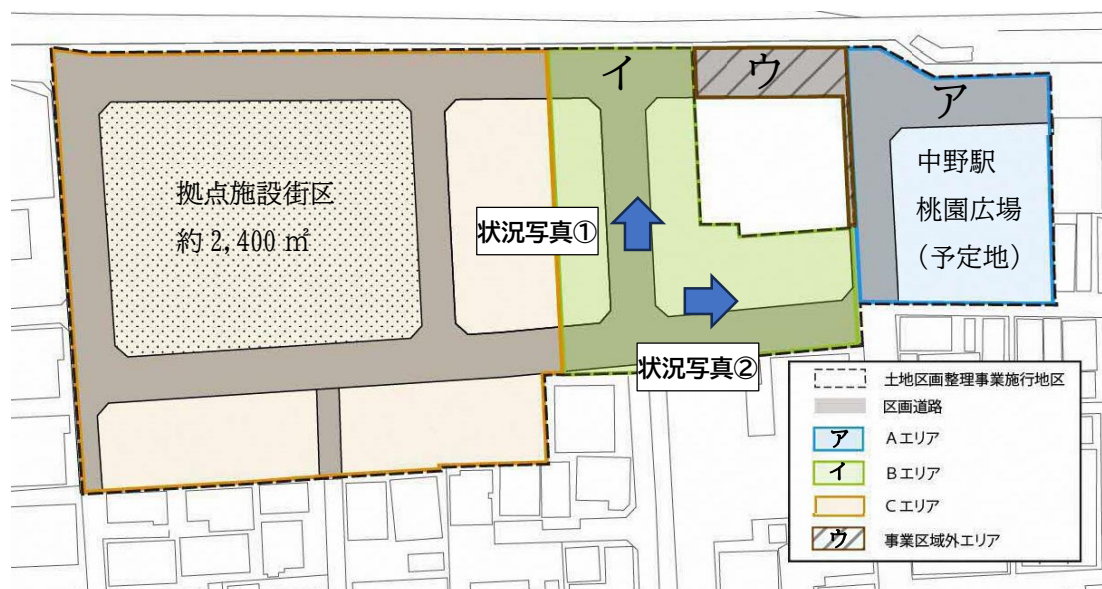 イ
ウ
ア
拠点施設街区
約2,400㎡
中野駅
桃園広場
（予定地）
状況写真①
状況写真②
土地区画整理事業施行地区
区画道路
ア Aエリア
イ Bエリア
Cエリア
ウ 事業区域外エリア